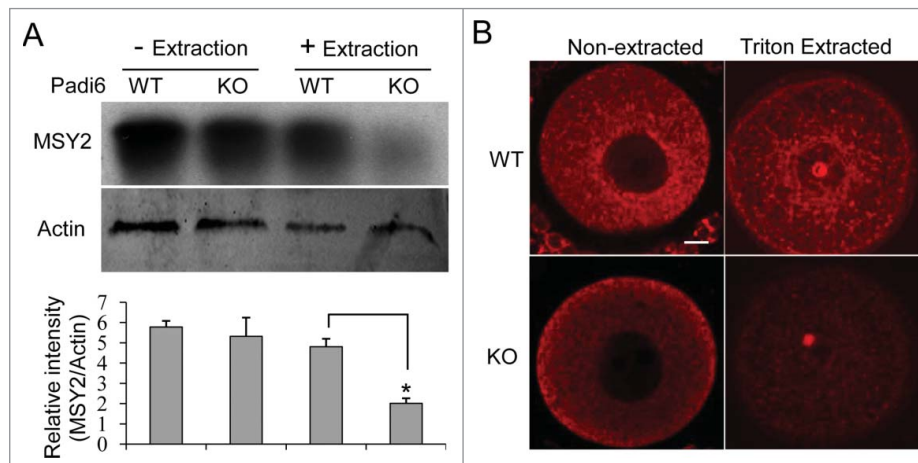 A
- Extraction + Extraction
Padi6 WT KO WT KO
MSY2
Actin
Relative intensity
(MSY2/Actin)
7
6
5
4
3
2
1
0
*
B
Non-extracted Triton Extracted
WT
KO